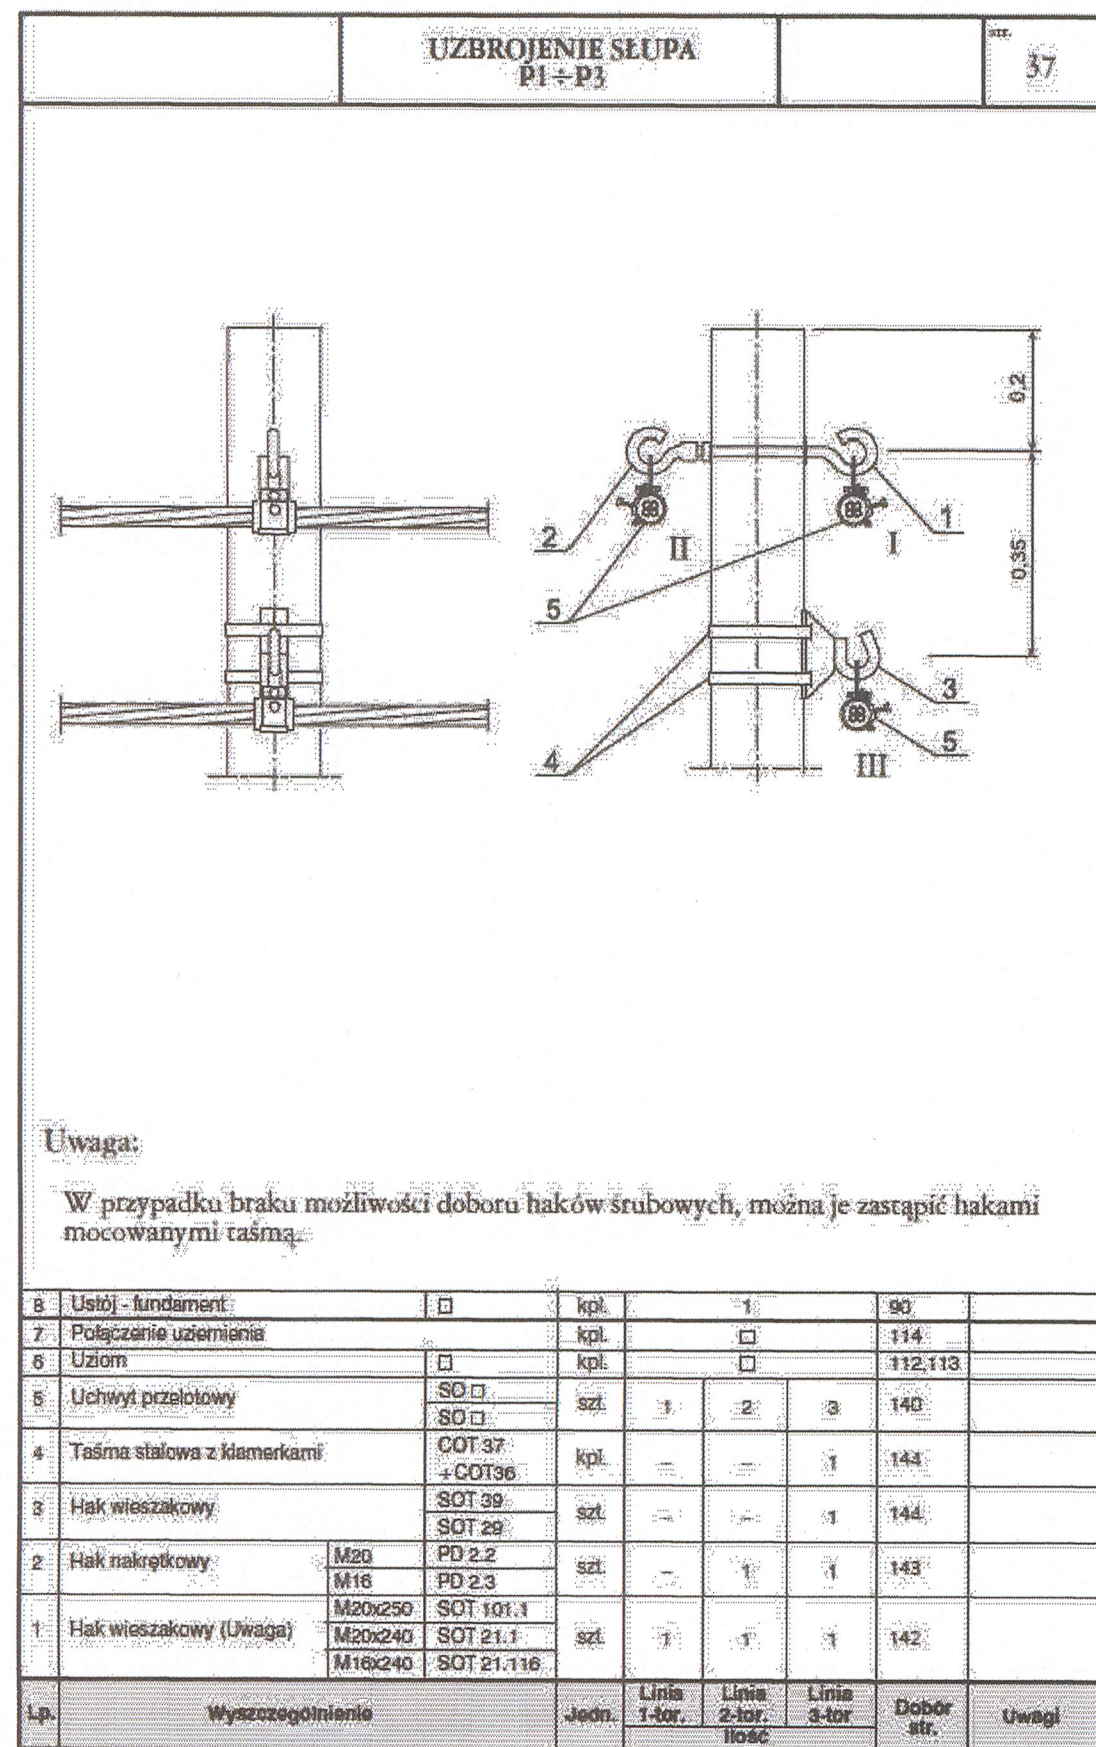 UZBROJENIE SŁUPA
P1÷P3
str.
37
0,2
2
1
II
I
0,35
5
3
4
5
III
Uwaga:
W przypadku braku możliwości doboru haków śrubowych, można je zastąpić hakami
mocowanymi taśmą.
8 Ustój - fundament □ kpl. 1 90
7 Połączenie uziemienia kpl. □ 114
6 Uziom □ kpl. □ 112,113
5 Uchwyt przelotowy SO □ szt. 1 2 3 140
SO □
4 Taśma stalowa z klamerkami COT 37 kpl. – – 1 144
+COT36
3 Hak wieszakowy SOT 39 szt. – – 1 144
SOT 29
2 Hak nakrętkowy M20 PD 2.2 szt. – 1 1 143
M16 PD 2.3
1 Hak wieszakowy (Uwaga) M20x250 SOT 101.1 szt. 1 1 1 142
M20x240 SOT 21.1
M16x240 SOT 21.116
Lp. Wyszczególnienie Jedn. Linia 1-tor. Linia 2-tor. Linia 3-tor Dobór str. Uwagi
Ilość